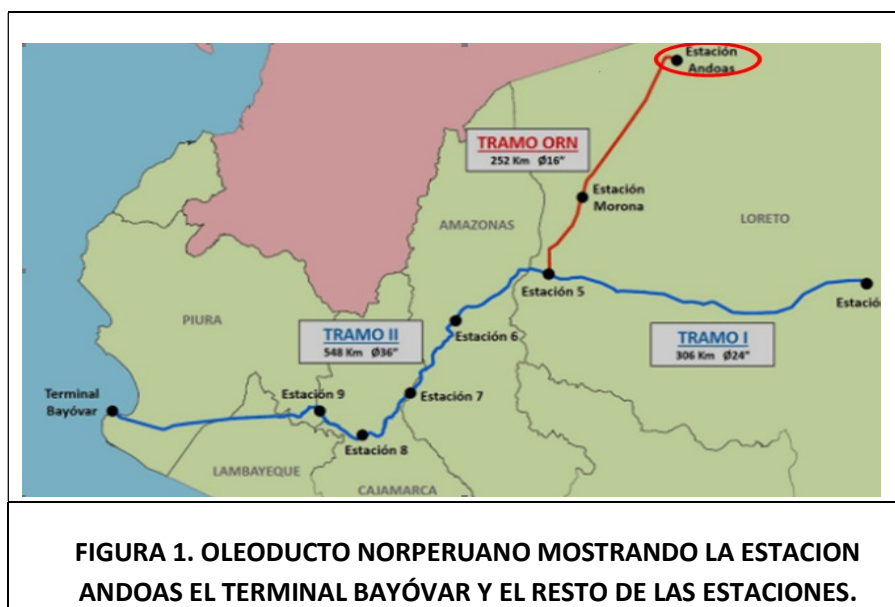 Estación
Andoas
TRAMO ORN
252 Km Ø16"
Estación
Morona
AMAZONAS
LORETO
Estación 5
Estación
PIURA
TRAMO II
548 Km Ø36"
Estación 6
TRAMO I
306 Km Ø24"
Terminal
Bayóvar
Estación 9
Estación 7
Estación 8
LAMBAYEQUE
CAJAMARCA
FIGURA 1. OLEODUCTO NORPERUANO MOSTRANDO LA ESTACION
ANDOAS EL TERMINAL BAYÓVAR Y EL RESTO DE LAS ESTACIONES.